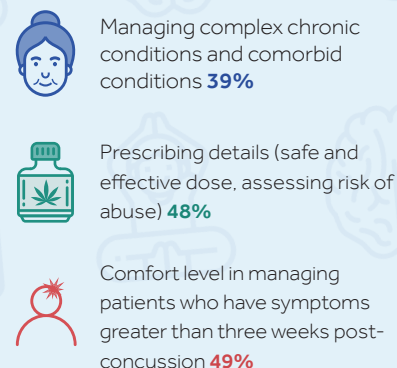 Managing complex chronic
conditions and comorbid
conditions 39%
Prescribing details (safe and
effective dose, assessing risk of
abuse) 48%
Comfort level in managing
patients who have symptoms
greater than three weeks post-
concussion 49%